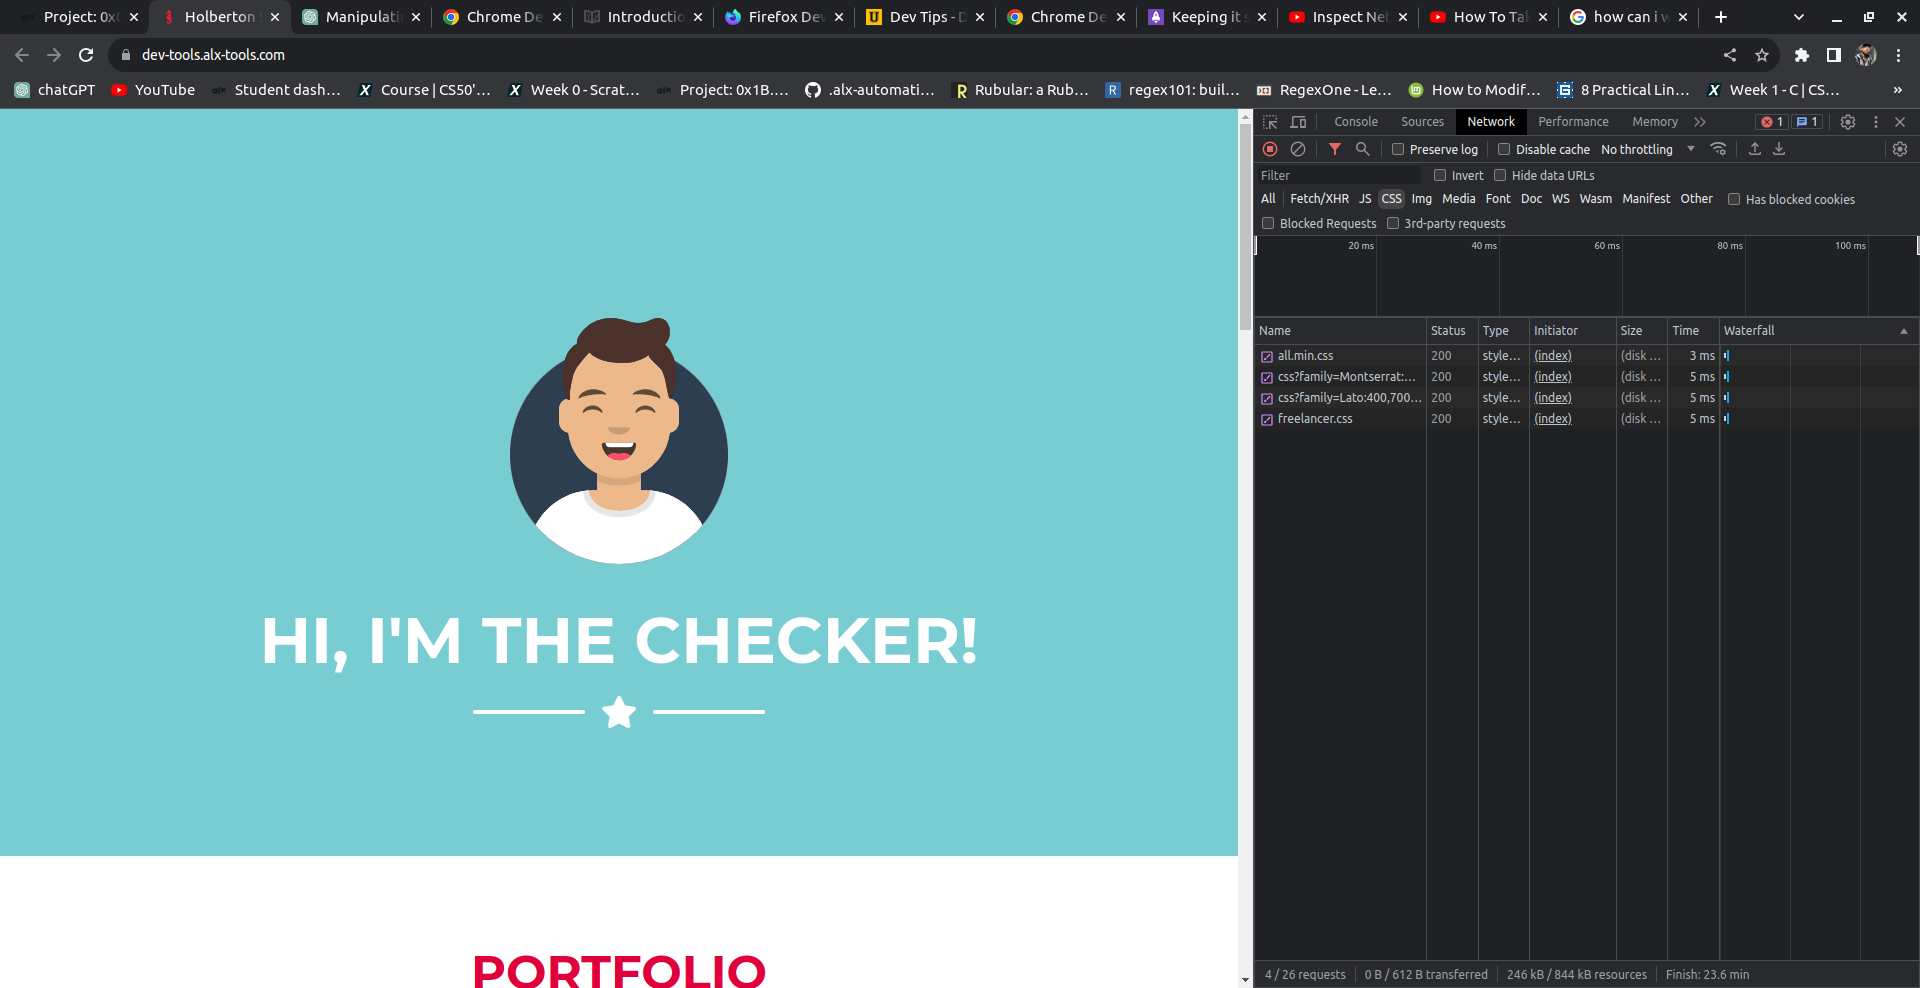 Project: 0x0 Holberton S Manipulati Chrome De Introductio Firefox Dev Dev Tips - D Chrome De Keeping it s Inspect Net How To Tak how can i w
dev-tools.alx-tools.com
chatGPT YouTube Student dash... Course | CS50'... Week 0 - Scrat... Project: 0x1B.... .alx-automati... Rubular: a Rub... regex101: buil... RegexOne - Le... How to Modif... 8 Practical Lin... Week 1 - C | CS... »
Console Sources Network Performance Memory 1 1
Preserve log Disable cache No throttling
Filter Invert Hide data URLs
All Fetch/XHR JS CSS Img Media Font Doc WS Wasm Manifest Other Has blocked cookies
Blocked Requests 3rd-party requests
20 ms 40 ms 60 ms 80 ms 100 ms
Name Status Type Initiator Size Time Waterfall
all.min.css 200 style... (index) (disk ... 3 ms
css?family=Montserrat:... 200 style... (index) (disk ... 5 ms
css?family=Lato:400,700... 200 style... (index) (disk ... 5 ms
freelancer.css 200 style... (index) (disk ... 5 ms
HI, I'M THE CHECKER!
PORTFOLIO
4 / 26 requests 0 B / 612 B transferred 246 kB / 844 kB resources Finish: 23.6 min